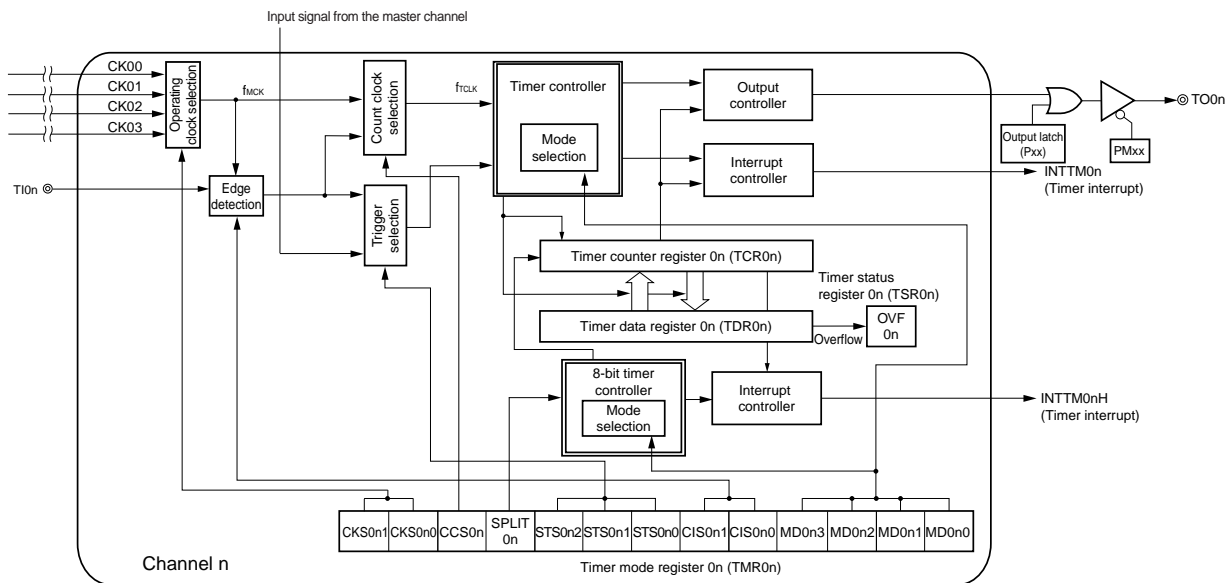 Input signal from the master channel
CK00
CK01
CK02
CK03
Operating
clock selection
fMCK
Count clock
selection
fTCLK
Timer controller
Mode
selection
Output
controller
TO0n
Output latch
(Pxx)
PMxx
Interrupt
controller
INTTM0n
(Timer interrupt)
TI0n
Edge
detection
Trigger
selection
Timer counter register 0n (TCR0n)
Timer status
register 0n (TSR0n)
Timer data register 0n (TDR0n)
Overflow
OVF
0n
8-bit timer
controller
Mode
selection
Interrupt
controller
INTTM0nH
(Timer interrupt)
CKS0n1 CKS0n0 CCS0n SPLIT
0n STS0n2 STS0n1 STS0n0 CIS0n1 CIS0n0 MD0n3 MD0n2 MD0n1 MD0n0
Channel n
Timer mode register 0n (TMR0n)